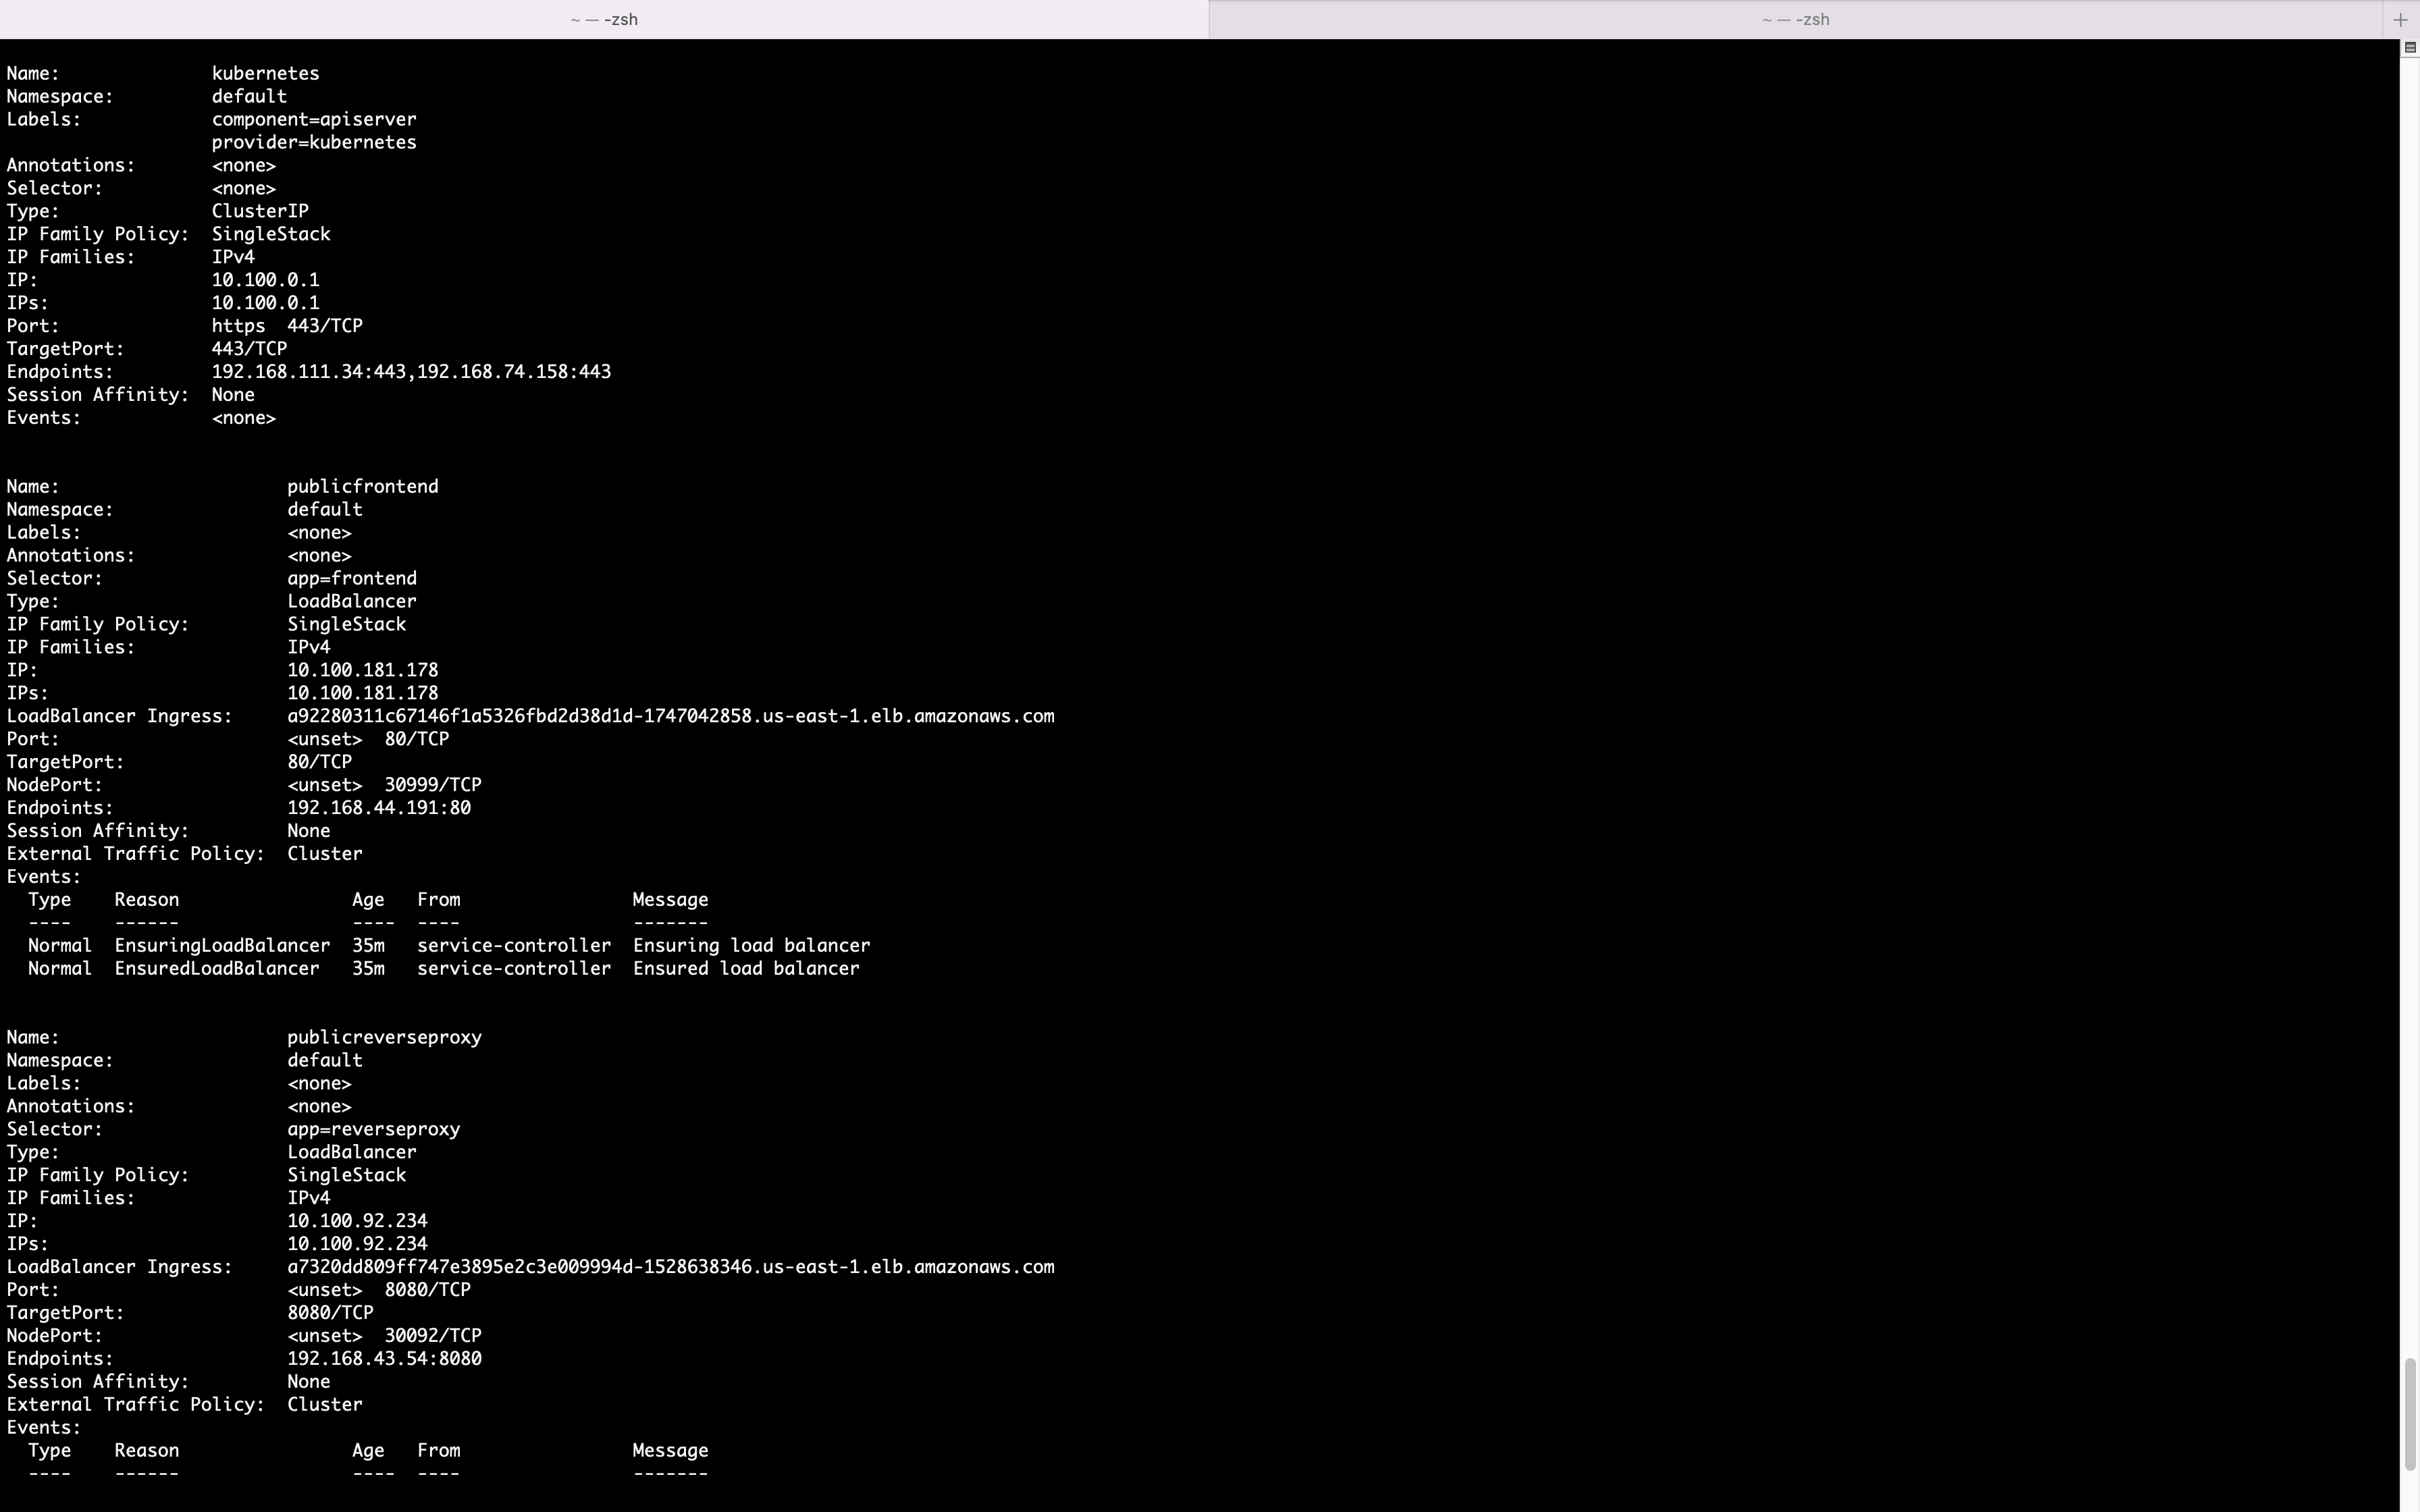 ~ — -zsh
~ — -zsh
Name: kubernetes
Namespace: default
Labels: component=apiserver
provider=kubernetes
Annotations: <none>
Selector: <none>
Type: ClusterIP
IP Family Policy: SingleStack
IP Families: IPv4
IP: 10.100.0.1
IPs: 10.100.0.1
Port: https 443/TCP
TargetPort: 443/TCP
Endpoints: 192.168.111.34:443,192.168.74.158:443
Session Affinity: None
Events: <none>
Name: publicfrontend
Namespace: default
Labels: <none>
Annotations: <none>
Selector: app=frontend
Type: LoadBalancer
IP Family Policy: SingleStack
IP Families: IPv4
IP: 10.100.181.178
IPs: 10.100.181.178
LoadBalancer Ingress: a92280311c67146f1a5326fbd2d38d1d-1747042858.us-east-1.elb.amazonaws.com
Port: <unset> 80/TCP
TargetPort: 80/TCP
NodePort: <unset> 30999/TCP
Endpoints: 192.168.44.191:80
Session Affinity: None
External Traffic Policy: Cluster
Events:
Type Reason Age From Message
---- ------ ---- ---- -------
Normal EnsuringLoadBalancer 35m service-controller Ensuring load balancer
Normal EnsuredLoadBalancer 35m service-controller Ensured load balancer
Name: publicreverseproxy
Namespace: default
Labels: <none>
Annotations: <none>
Selector: app=reverseproxy
Type: LoadBalancer
IP Family Policy: SingleStack
IP Families: IPv4
IP: 10.100.92.234
IPs: 10.100.92.234
LoadBalancer Ingress: a7320dd809ff747e3895e2c3e009994d-1528638346.us-east-1.elb.amazonaws.com
Port: <unset> 8080/TCP
TargetPort: 8080/TCP
NodePort: <unset> 30092/TCP
Endpoints: 192.168.43.54:8080
Session Affinity: None
External Traffic Policy: Cluster
Events:
Type Reason Age From Message
---- ------ ---- ---- -------